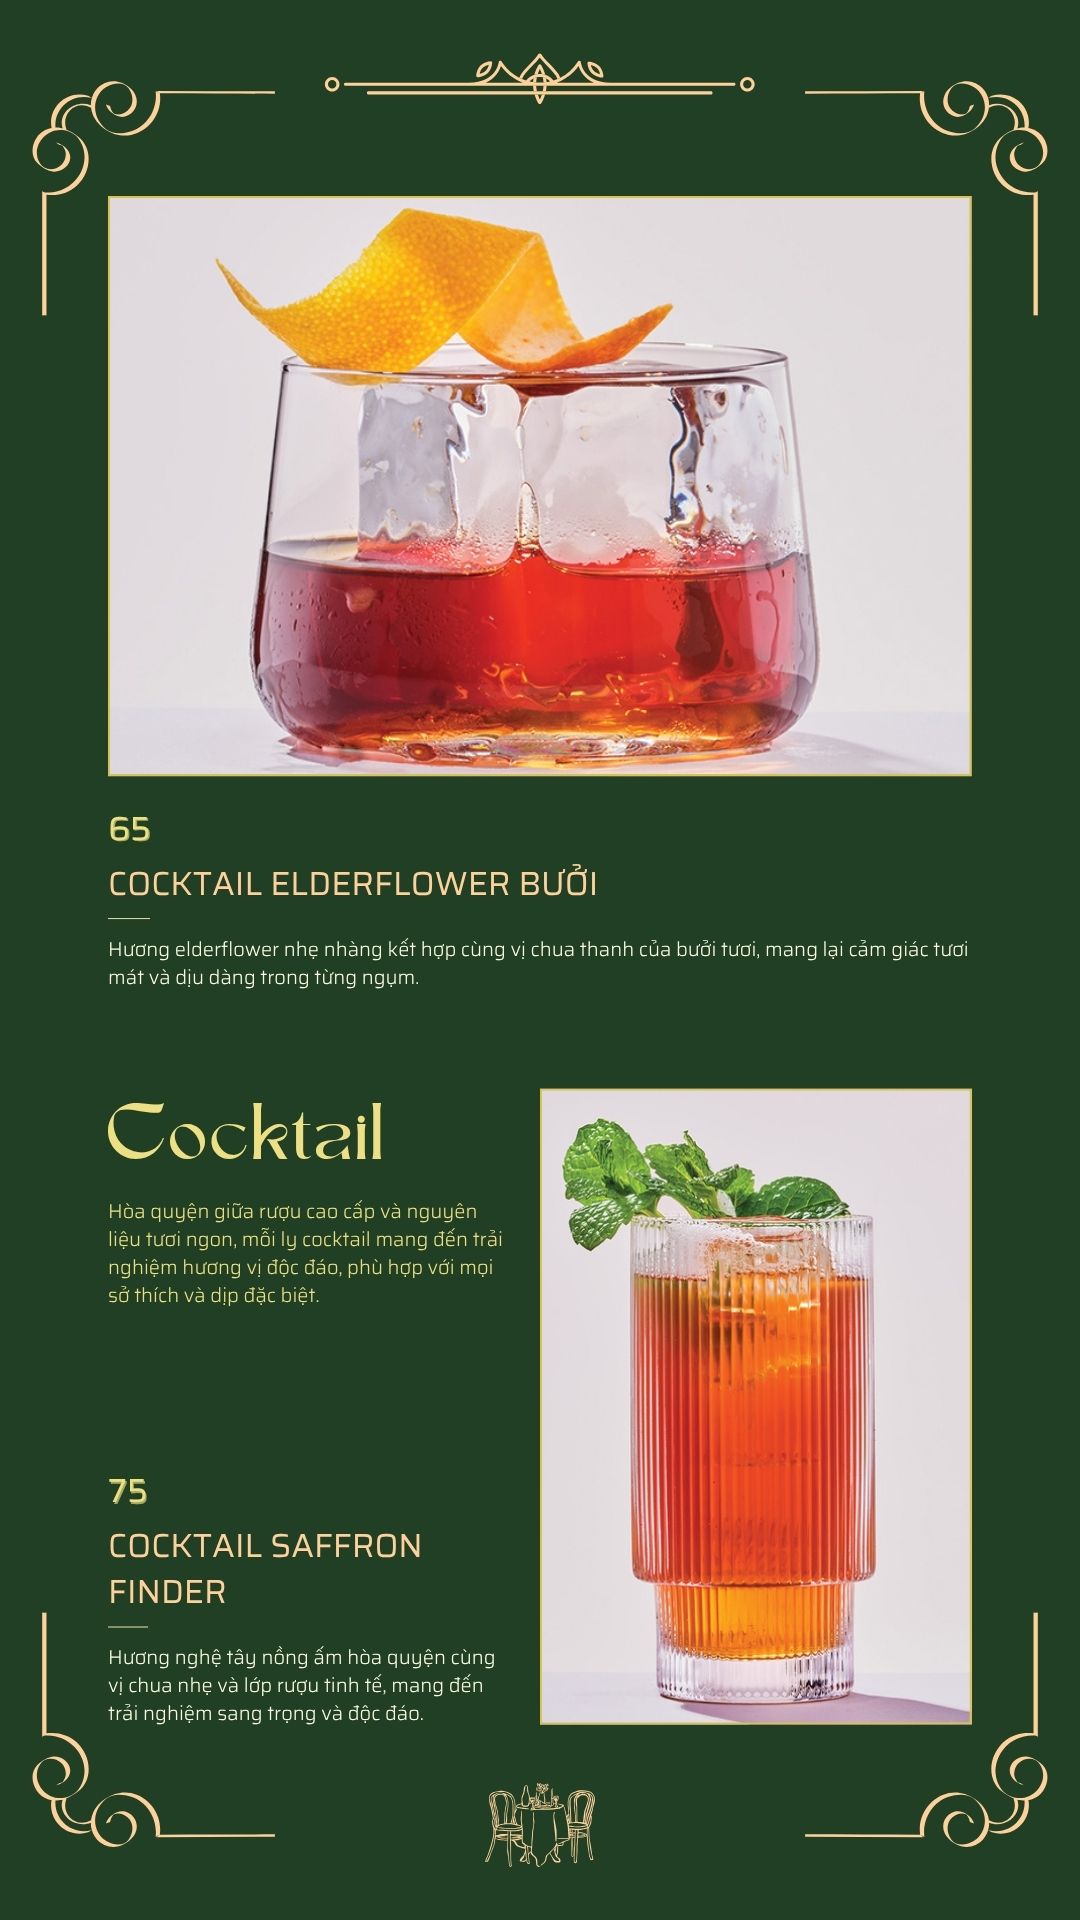 65
COCKTAIL ELDERFLOWER BƯỞI
Hương elderflower nhẹ nhàng kết hợp cùng vị chua thanh của bưởi tươi, mang lại cảm giác tươi
mát và dịu dàng trong từng ngụm.
Cocktail
Hòa quyện giữa rượu cao cấp và nguyên
liệu tươi ngon, mỗi ly cocktail mang đến trải
nghiệm hương vị độc đáo, phù hợp với mọi
sở thích và dịp đặc biệt.
75
COCKTAIL SAFFRON
FINDER
Hương nghệ tây nồng ấm hòa quyện cùng
vị chua nhẹ và lớp rượu tinh tế, mang đến
trải nghiệm sang trọng và độc đáo.